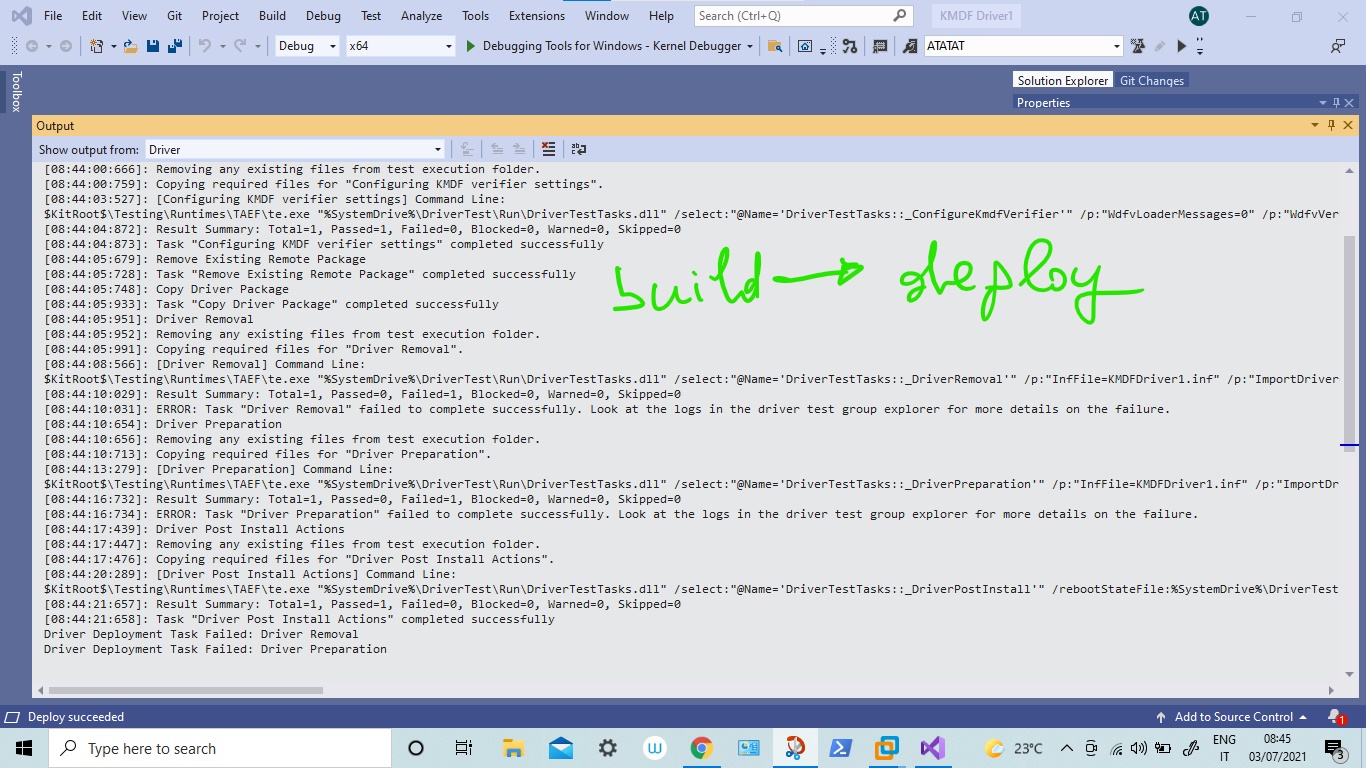 File Edit View Git Project Build Debug Test Analyze Tools Extensions Window Help Search (Ctrl+Q) KMDF Driver1 AT
Debug x64 Debugging Tools for Windows - Kernel Debugger ATATAT
Toolbox
Solution Explorer Git Changes
Properties
Output
Show output from: Driver
[08:44:00:666]: Removing any existing files from test execution folder.
[08:44:00:759]: Copying required files for "Configuring KMDF verifier settings".
[08:44:03:527]: [Configuring KMDF verifier settings] Command Line:
$KitRoot$\Testing\Runtimes\TAEF\te.exe "%SystemDrive%\DriverTest\Run\DriverTestTasks.dll" /select:"@Name='DriverTestTasks::_ConfigureKmdfVerifier'" /p:"WdfvLoaderMessages=0" /p:"WdfvVer
[08:44:04:872]: Result Summary: Total=1, Passed=1, Failed=0, Blocked=0, Warned=0, Skipped=0
[08:44:04:873]: Task "Configuring KMDF verifier settings" completed successfully
[08:44:05:679]: Remove Existing Remote Package
[08:44:05:728]: Task "Remove Existing Remote Package" completed successfully
[08:44:05:748]: Copy Driver Package
[08:44:05:933]: Task "Copy Driver Package" completed successfully
[08:44:05:951]: Driver Removal
[08:44:05:952]: Removing any existing files from test execution folder.
[08:44:05:991]: Copying required files for "Driver Removal".
[08:44:08:566]: [Driver Removal] Command Line:
$KitRoot$\Testing\Runtimes\TAEF\te.exe "%SystemDrive%\DriverTest\Run\DriverTestTasks.dll" /select:"@Name='DriverTestTasks::_DriverRemoval'" /p:"InfFile=KMDFDriver1.inf" /p:"ImportDriver
[08:44:10:029]: Result Summary: Total=1, Passed=0, Failed=1, Blocked=0, Warned=0, Skipped=0
[08:44:10:031]: ERROR: Task "Driver Removal" failed to complete successfully. Look at the logs in the driver test group explorer for more details on the failure.
[08:44:10:654]: Driver Preparation
[08:44:10:656]: Removing any existing files from test execution folder.
[08:44:10:713]: Copying required files for "Driver Preparation".
[08:44:13:279]: [Driver Preparation] Command Line:
$KitRoot$\Testing\Runtimes\TAEF\te.exe "%SystemDrive%\DriverTest\Run\DriverTestTasks.dll" /select:"@Name='DriverTestTasks::_DriverPreparation'" /p:"InfFile=KMDFDriver1.inf" /p:"ImportDr
[08:44:16:732]: Result Summary: Total=1, Passed=0, Failed=1, Blocked=0, Warned=0, Skipped=0
[08:44:16:734]: ERROR: Task "Driver Preparation" failed to complete successfully. Look at the logs in the driver test group explorer for more details on the failure.
[08:44:17:439]: Driver Post Install Actions
[08:44:17:447]: Removing any existing files from test execution folder.
[08:44:17:476]: Copying required files for "Driver Post Install Actions".
[08:44:20:289]: [Driver Post Install Actions] Command Line:
$KitRoot$\Testing\Runtimes\TAEF\te.exe "%SystemDrive%\DriverTest\Run\DriverTestTasks.dll" /select:"@Name='DriverTestTasks::_DriverPostInstall'" /rebootStateFile:%SystemDrive%\DriverTest
[08:44:21:657]: Result Summary: Total=1, Passed=1, Failed=0, Blocked=0, Warned=0, Skipped=0
[08:44:21:658]: Task "Driver Post Install Actions" completed successfully
Driver Deployment Task Failed: Driver Removal
Driver Deployment Task Failed: Driver Preparation
build → deploy
Deploy succeeded Add to Source Control 1
Type here to search 23°C ENG 08:45
IT 03/07/2021 3